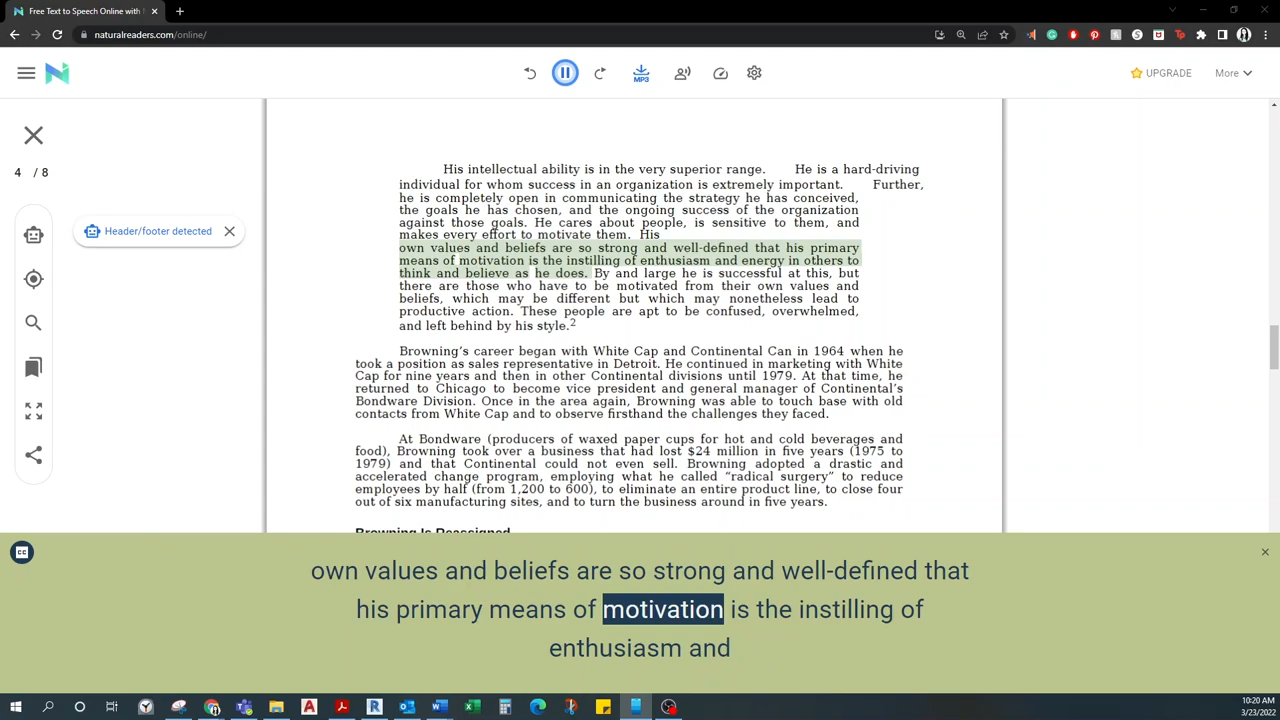 Free Text to Speech Online with
naturalreaders.com/online/
MP3
UPGRADE
More
4 / 8
Header/footer detected
His intellectual ability is in the very superior range. He is a hard-driving
individual for whom success in an organization is extremely important. Further,
he is completely open in communicating the strategy he has conceived,
the goals he has chosen, and the ongoing success of the organization
against those goals. He cares about people, is sensitive to them, and
makes every effort to motivate them. His
own values and beliefs are so strong and well-defined that his primary
means of motivation is the instilling of enthusiasm and energy in others to
think and believe as he does. By and large he is successful at this, but
there are those who have to be motivated from their own values and
beliefs, which may be different but which may nonetheless lead to
productive action. These people are apt to be confused, overwhelmed,
and left behind by his style.2
Browning's career began with White Cap and Continental Can in 1964 when he
took a position as sales representative in Detroit. He continued in marketing with White
Cap for nine years and then in other Continental divisions until 1979. At that time, he
returned to Chicago to become vice president and general manager of Continental's
Bondware Division. Once in the area again, Browning was able to touch base with old
contacts from White Cap and to observe firsthand the challenges they faced.
At Bondware (producers of waxed paper cups for hot and cold beverages and
food), Browning took over a business that had lost $24 million in five years (1975 to
1979) and that Continental could not even sell. Browning adopted a drastic and
accelerated change program, employing what he called "radical surgery" to reduce
employees by half (from 1,200 to 600), to eliminate an entire product line, to close four
out of six manufacturing sites, and to turn the business around in five years.
Browning Is Reassigned
CC
own values and beliefs are so strong and well-defined that
his primary means of motivation is the instilling of
enthusiasm and
10:20 AM
3/23/2022